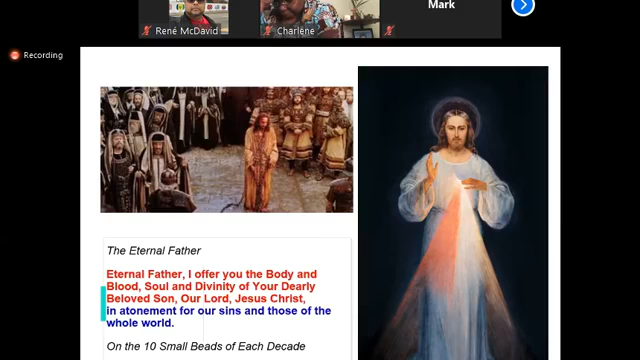 Mark
René McDavid
Charlene
Recording
The Eternal Father
Eternal Father, I offer you the Body and
Blood, Soul and Divinity of Your Dearly
Beloved Son, Our Lord, Jesus Christ,
in atonement for our sins and those of the
whole world.
On the 10 Small Beads of Each Decade